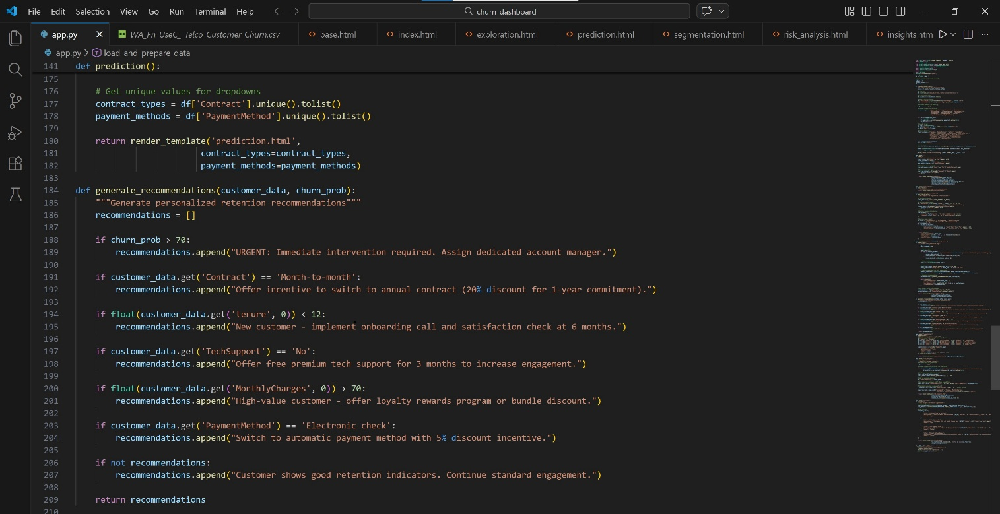 File Edit Selection View Go Run Terminal Help churn_dashboard
app.py WA_Fn UseC_ Telco Customer Churn.csv base.html index.html exploration.html prediction.html segmentation.html risk_analysis.html insights.htm
app.py > load_and_prepare_data
141 def prediction():
175
176 # Get unique values for dropdowns
177 contract_types = df['Contract'].unique().tolist()
178 payment_methods = df['PaymentMethod'].unique().tolist()
179
180 return render_template('prediction.html',
181 contract_types=contract_types,
182 payment_methods=payment_methods)
183
184 def generate_recommendations(customer_data, churn_prob):
185 """Generate personalized retention recommendations"""
186 recommendations = []
187
188 if churn_prob > 70:
189 recommendations.append("URGENT: Immediate intervention required. Assign dedicated account manager.")
190
191 if customer_data.get('Contract') == 'Month-to-month':
192 recommendations.append("Offer incentive to switch to annual contract (20% discount for 1-year commitment).")
193
194 if float(customer_data.get('tenure', 0)) < 12:
195 recommendations.append("New customer - implement onboarding call and satisfaction check at 6 months.")
196
197 if customer_data.get('TechSupport') == 'No':
198 recommendations.append("Offer free premium tech support for 3 months to increase engagement.")
199
200 if float(customer_data.get('MonthlyCharges', 0)) > 70:
201 recommendations.append("High-value customer - offer loyalty rewards program or bundle discount.")
202
203 if customer_data.get('PaymentMethod') == 'Electronic check':
204 recommendations.append("Switch to automatic payment method with 5% discount incentive.")
205
206 if not recommendations:
207 recommendations.append("Customer shows good retention indicators. Continue standard engagement.")
208
209 return recommendations
210